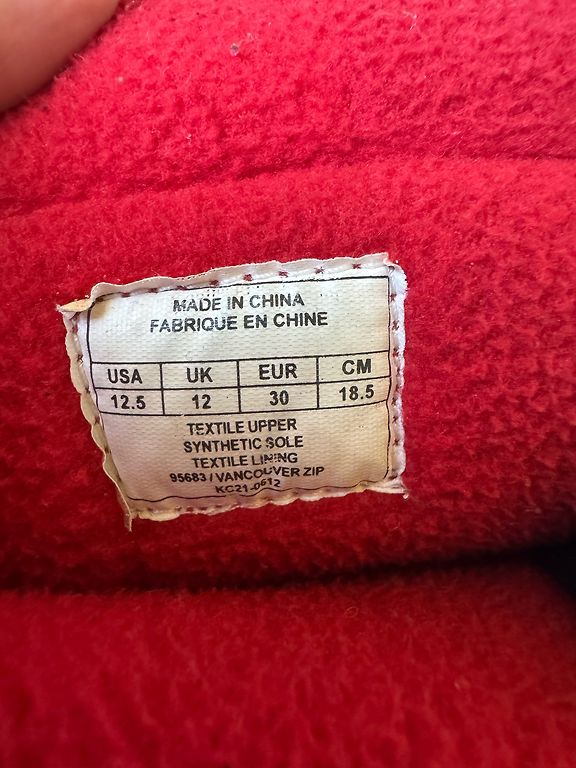 MADE IN CHINA
FABRIQUE EN CHINE
USA UK EUR CM
12.5 12 30 18.5
TEXTILE UPPER
SYNTHETIC SOLE
TEXTILE LINING
95683 / VANCOUVER ZIP
KC21-0612